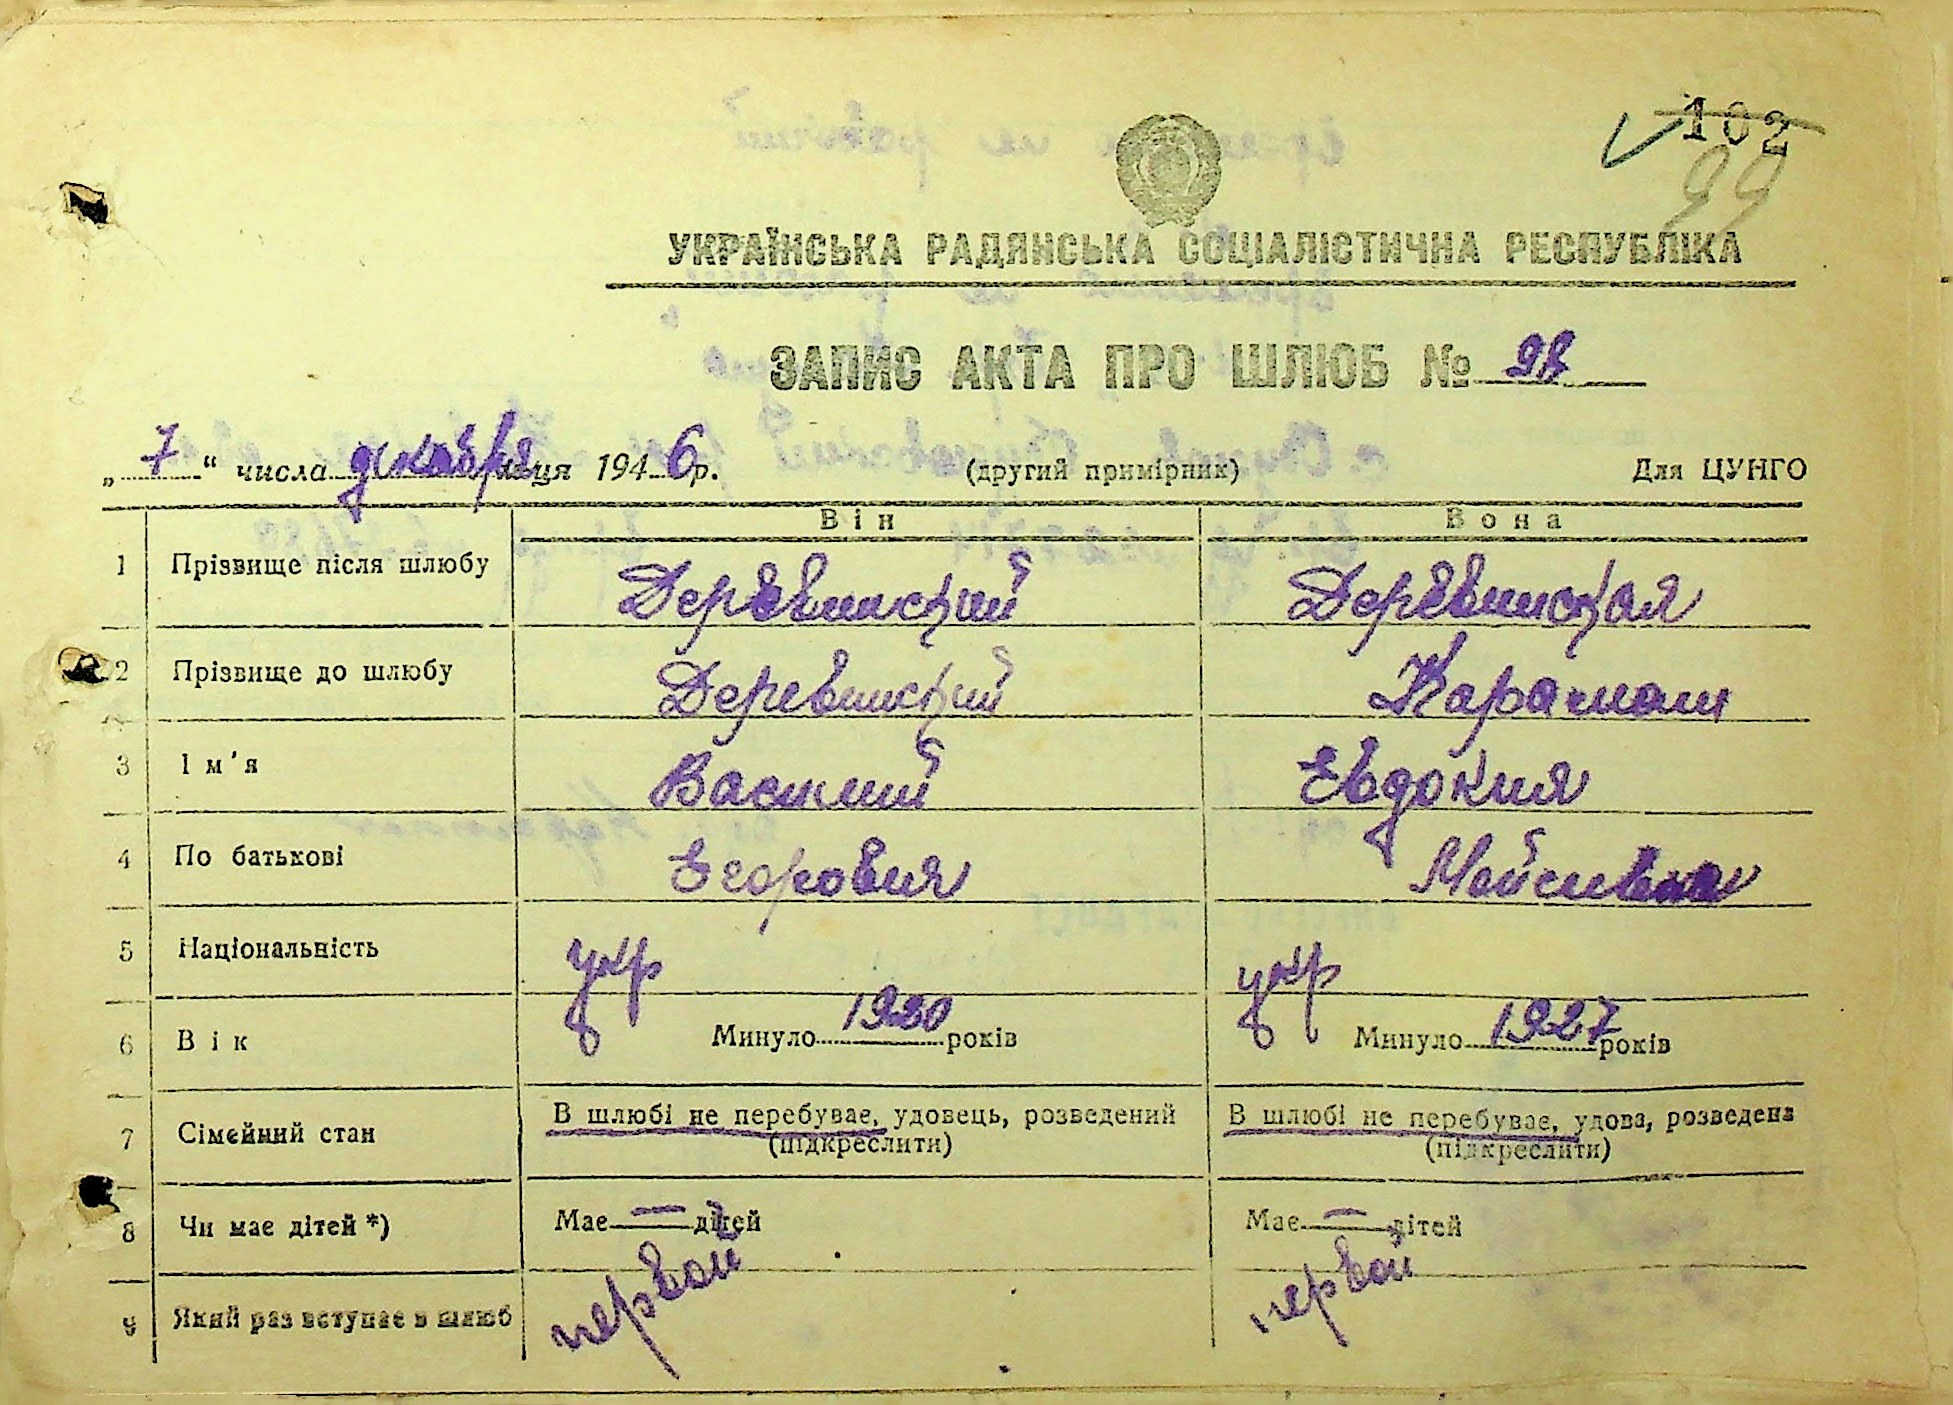 102
99
УКРАЇНСЬКА РАДЯНСЬКА СОЦІАЛІСТИЧНА РЕСПУБЛІКА
ЗАПИС АКТА ПРО ШЛЮБ № 98
„ 7 “ числа декабря місяця 1946 р. (другий примірник) Для ЦУНГО
Він Вона
1 Прізвище після шлюбу Деревинский Деревинская
2 Прізвище до шлюбу Деревинский Караман
3 Ім'я Василий Евдокия
4 По батькові Егоровия Мойсеевна
5 Національність укр укр
6 Вік Минуло 1920 років Минуло 1927 років
7 Сімейний стан В шлюбі не перебуває, удовець, розведений В шлюбі не перебуває, удова, розведена
(підкреслити) (підкреслити)
8 Чи має дітей *) Має — дітей Має — дітей
9 Який раз вступає в шлюб первой первой